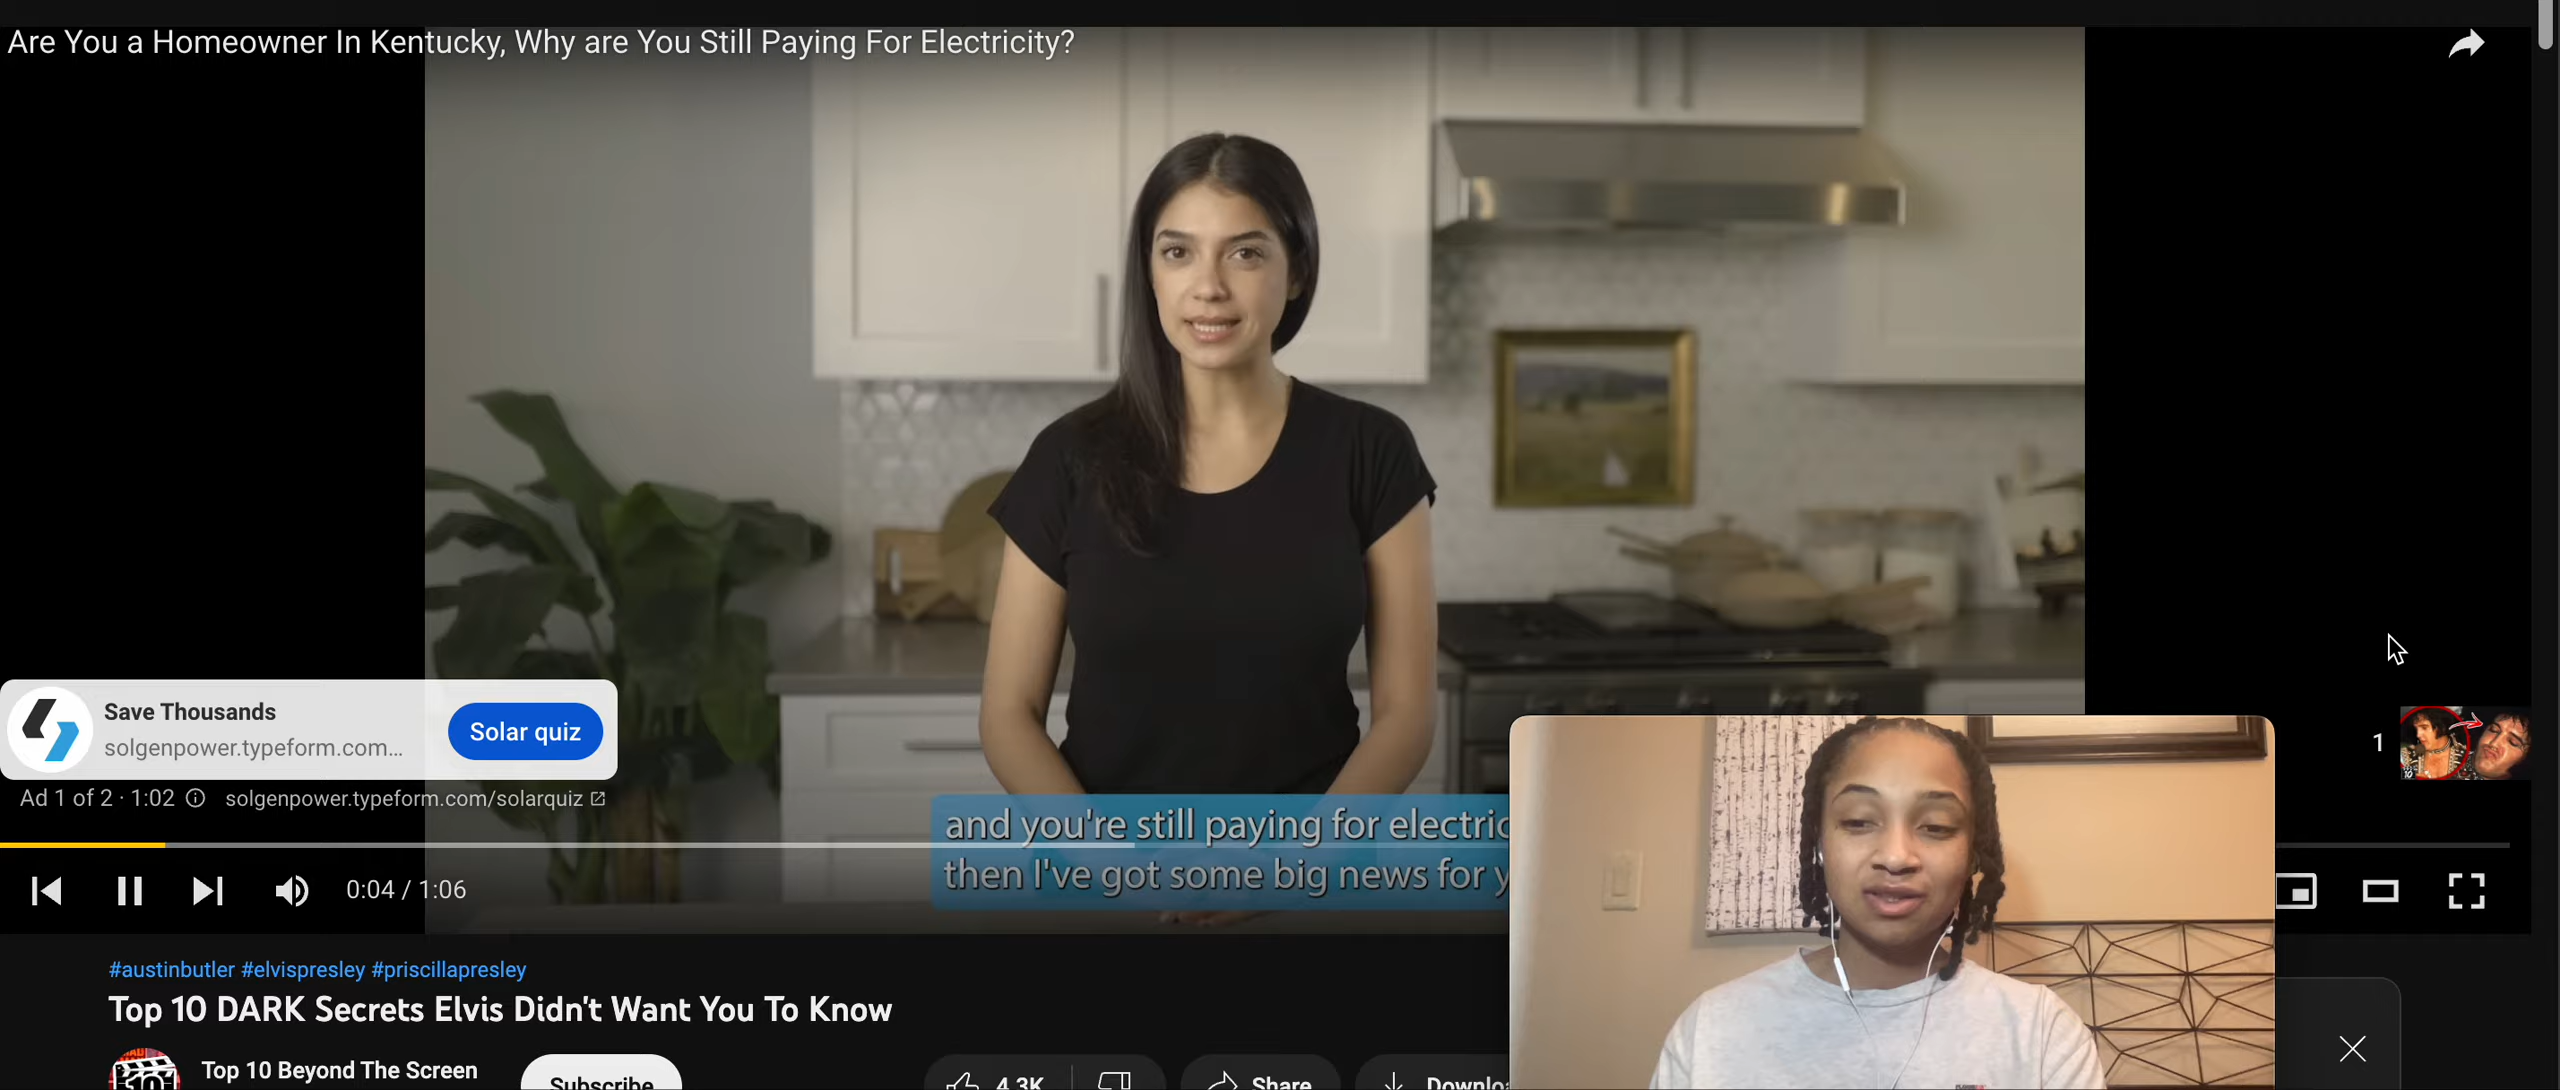 Are You a Homeowner In Kentucky, Why are You Still Paying For Electricity?
Save Thousands
solgenpower.typeform.com...
Solar quiz
Ad 1 of 2 · 1:02
solgenpower.typeform.com/solarquiz
and you're still paying for
then I've got some big news for
0:04 / 1:06
1
#austinbutler #elvispresley #priscillapresley
Top 10 DARK Secrets Elvis Didn't Want You To Know
Top 10 Beyond The Screen
Subscribe
4.3K
Share